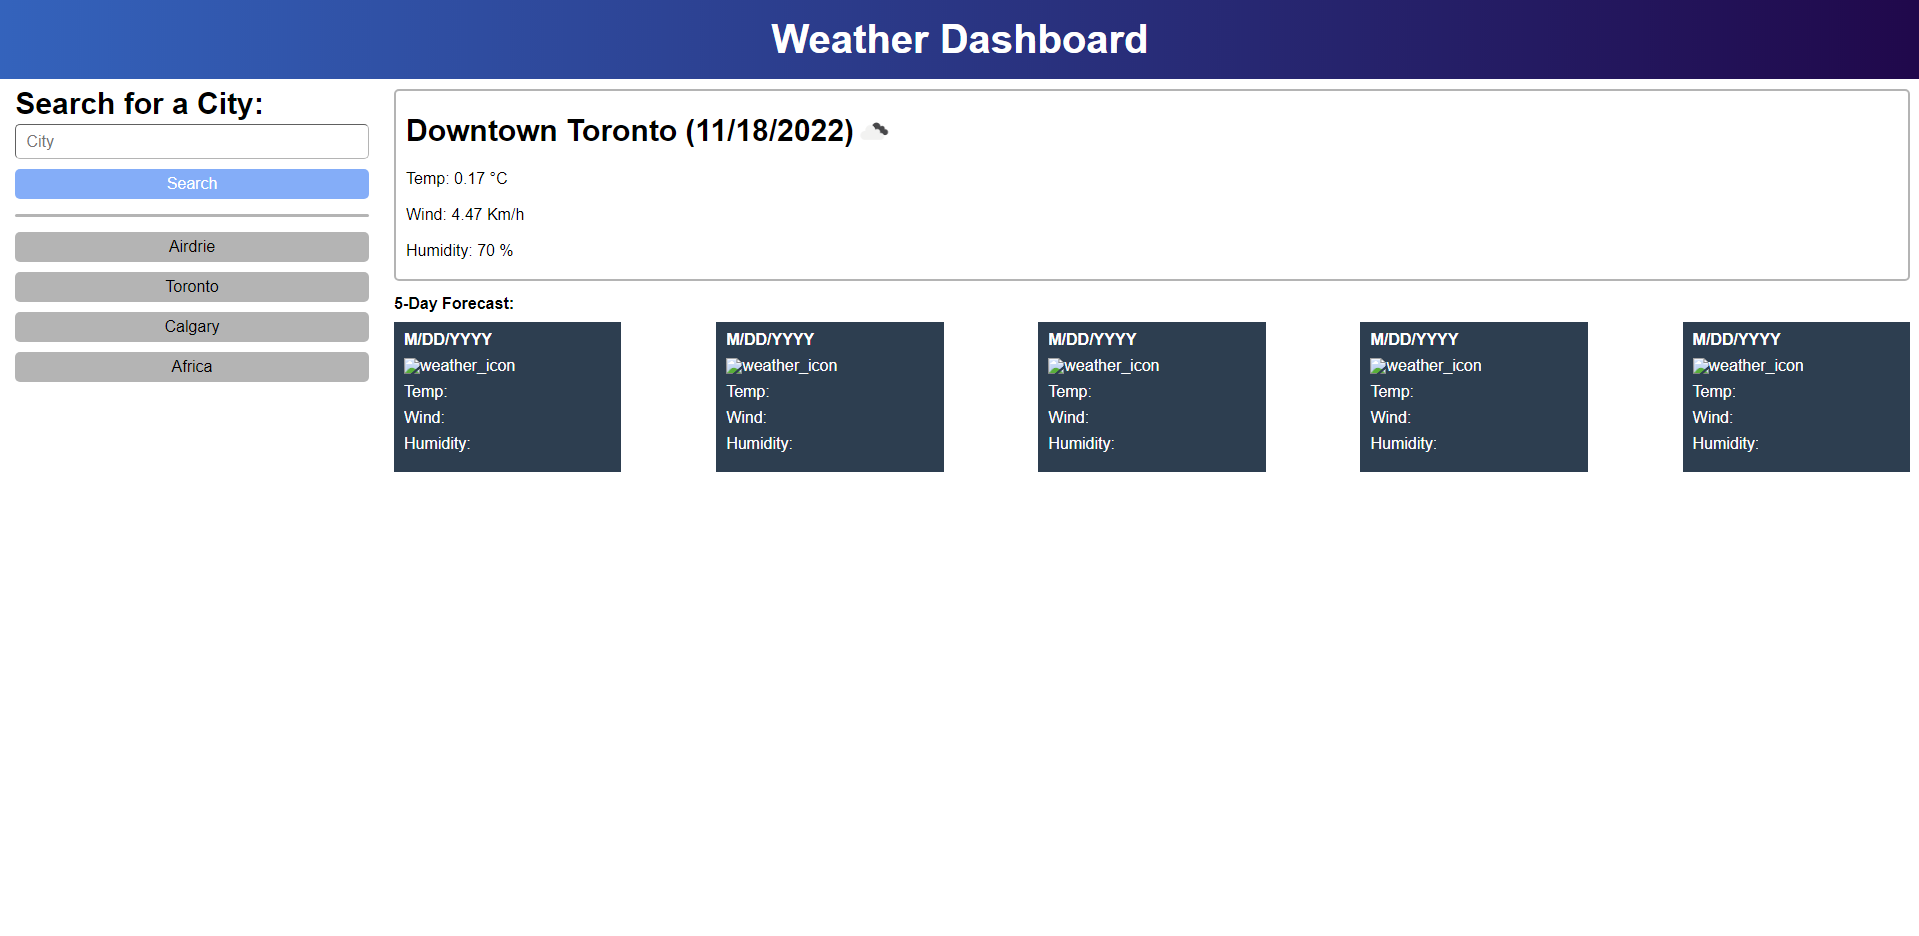 Weather Dashboard
Search for a City:
City
Search
Airdrie
Toronto
Calgary
Africa
Downtown Toronto (11/18/2022)
Temp: 0.17 °C
Wind: 4.47 Km/h
Humidity: 70 %
5-Day Forecast:
M/DD/YYYY
weather_icon
Temp:
Wind:
Humidity:
M/DD/YYYY
weather_icon
Temp:
Wind:
Humidity:
M/DD/YYYY
weather_icon
Temp:
Wind:
Humidity:
M/DD/YYYY
weather_icon
Temp:
Wind:
Humidity:
M/DD/YYYY
weather_icon
Temp:
Wind:
Humidity: